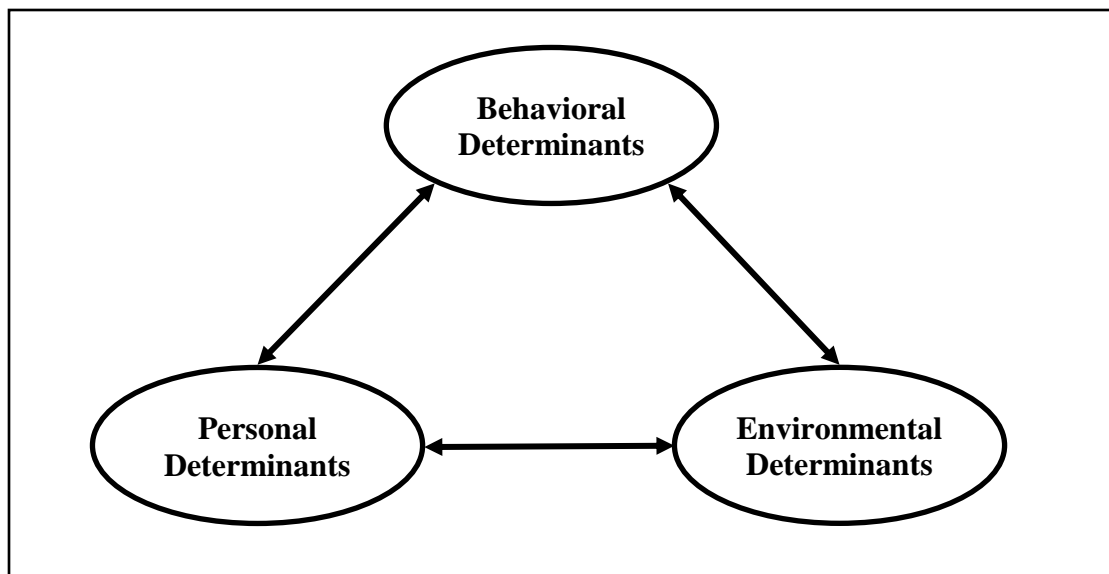 Behavioral
Determinants
Personal
Determinants
Environmental
Determinants